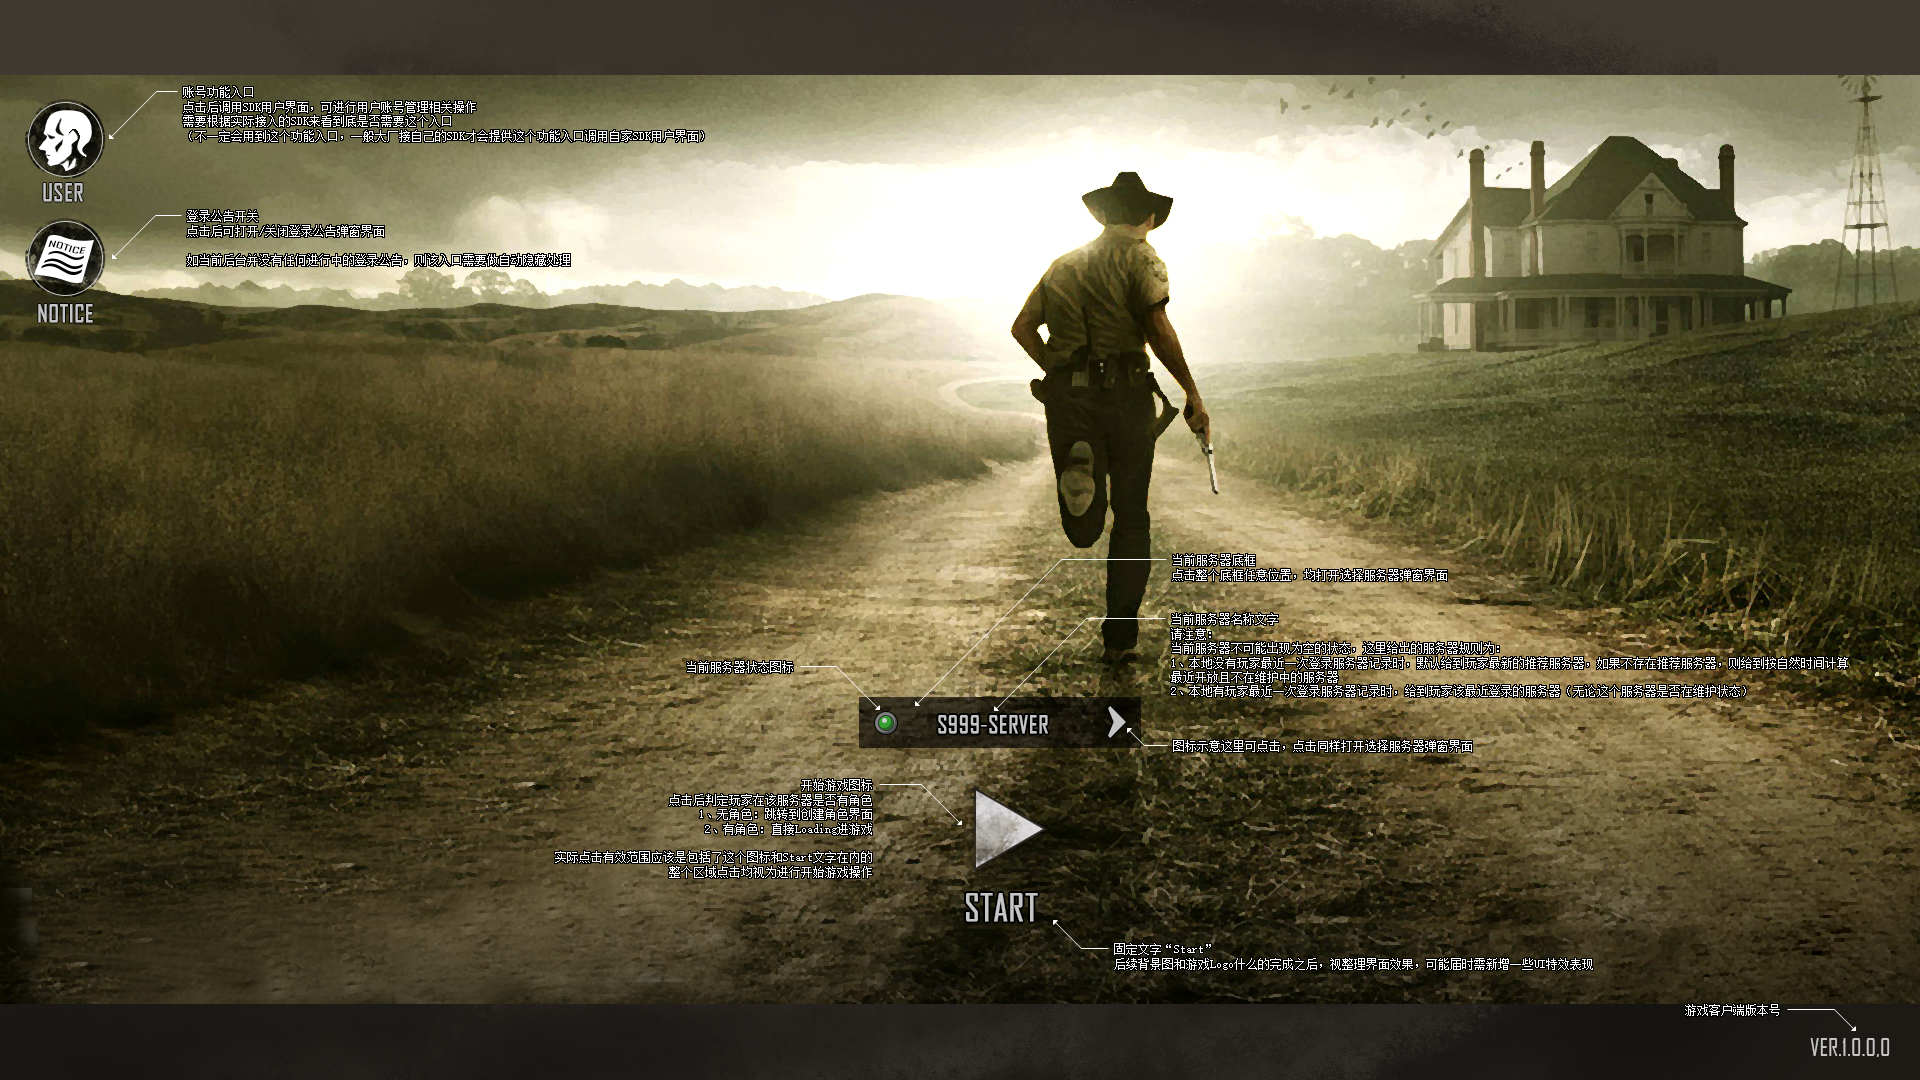 账号功能入口
点击后调用SDK用户界面，可进行用户账号管理相关操作
需要根据实际接入的SDK来看到底是否需要这个入口
（不一定会用到这个功能入口，一般大厂接自己的SDK才会提供这个功能入口调用自家SDK用户界面）
USER
登录公告开关
点击后可打开/关闭登录公告弹窗界面
NOTICE
如当前后台并没有任何进行中的登录公告，则该入口需要做自动隐藏处理
NOTICE
当前服务器底框
点击整个底框任意位置，均打开选择服务器弹窗界面
当前服务器名称文字
请注意：
当前服务器不可能出现为空的状态，这里给出的服务器规则为：
1、本地没有玩家最近一次登录服务器记录时，默认给到玩家最新的推荐服务器，如果不存在推荐服务器，则给到按自然时间计算
最近开放且不在维护中的服务器
2、本地有玩家最近一次登录服务器记录时，给到玩家该最近登录的服务器（无论这个服务器是否在维护状态）
当前服务器状态图标
S999-SERVER
图标示意这里可点击，点击同样打开选择服务器弹窗界面
开始游戏图标
点击后判定玩家在该服务器是否有角色
1、无角色：跳转到创建角色界面
2、有角色：直接Loading进游戏
实际点击有效范围应该是包括了这个图标和Start文字在内的
整个区域点击均视为进行开始游戏操作
START
固定文字“Start”
后续背景图和游戏Logo什么的完成之后，视整理界面效果，可能届时需新增一些UI特效表现
游戏客户端版本号
VER.1.0.0,0